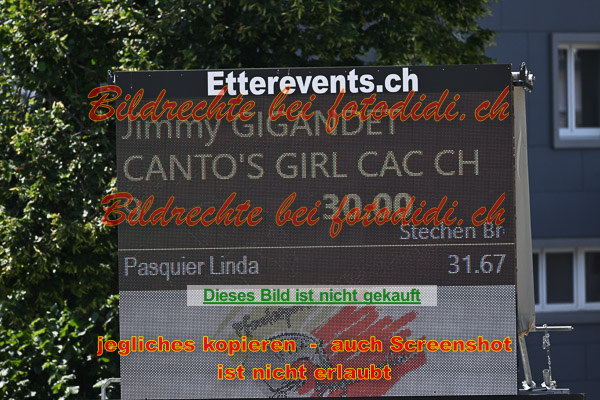 Etterevents.ch
Bildrechte bei fotodidi.ch
Jimmy GIGANDET
CANTO'S GIRL CAC CH
30.00
Bildrechte bei fotodidi.ch
Stechen Br
Pasquier Linda 31.67
Dieses Bild ist nicht gekauft
jegliches kopieren - auch Screenshot
ist nicht erlaubt